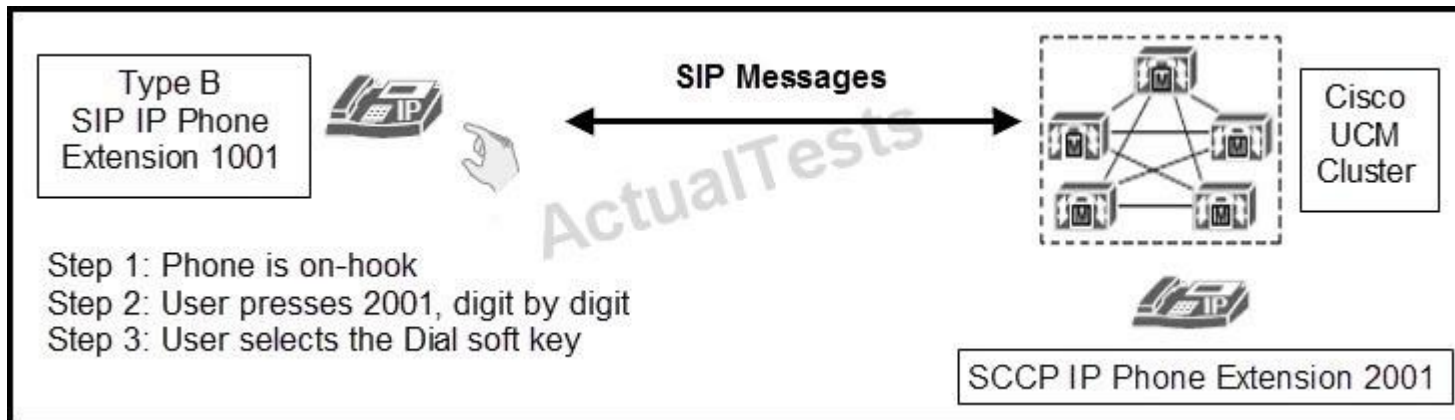 Type B
SIP IP Phone
Extension 1001
IP
SIP Messages
M
M
M
M
M
Cisco
UCM
Cluster
ActualTests
Step 1: Phone is on-hook
Step 2: User presses 2001, digit by digit
Step 3: User selects the Dial soft key
IP
SCCP IP Phone Extension 2001